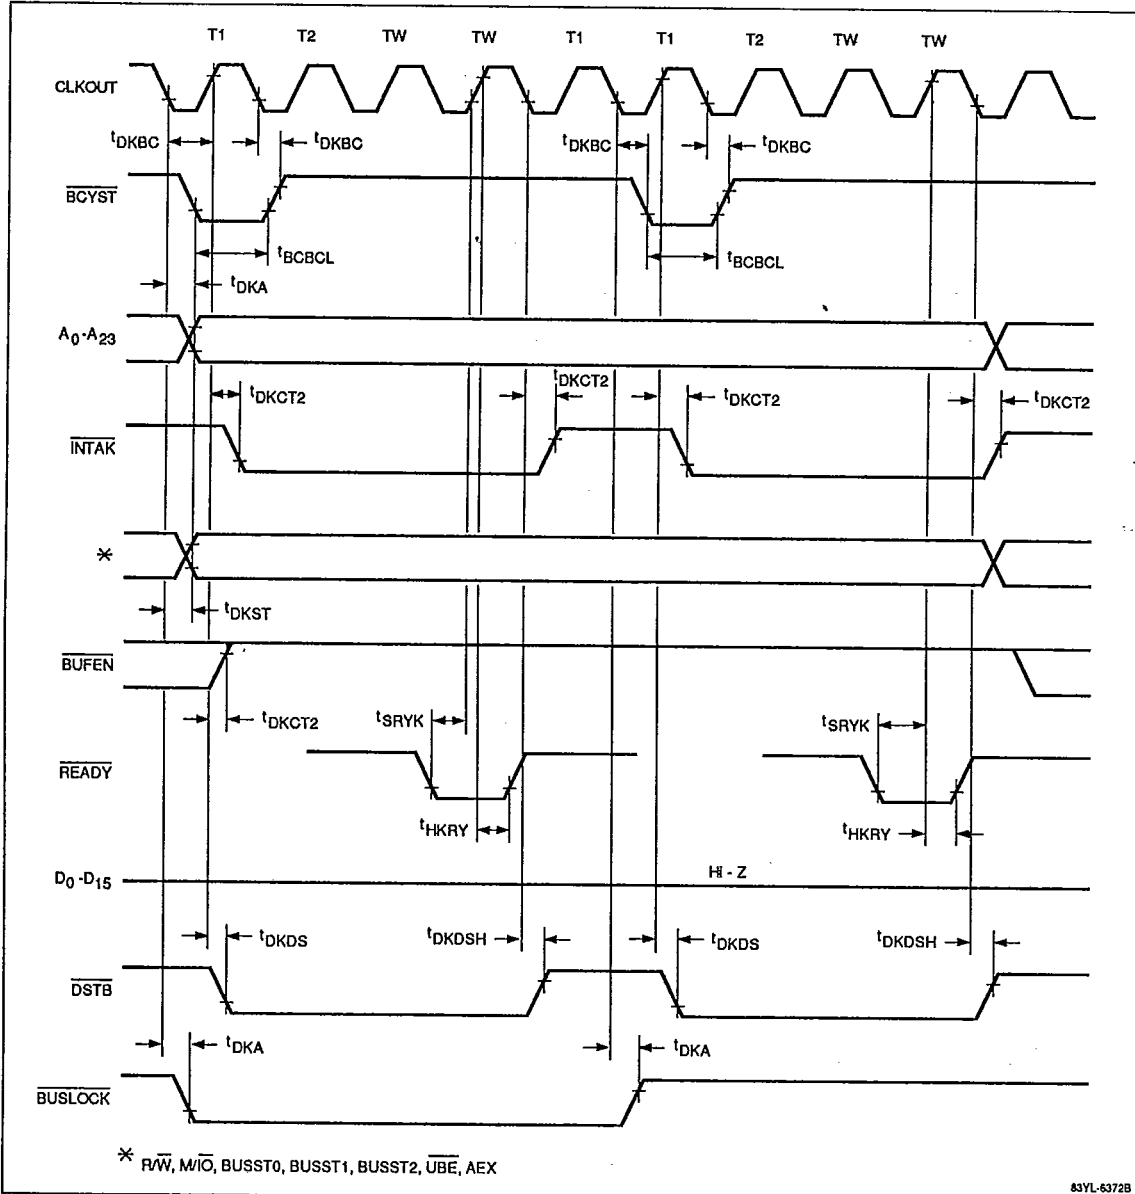 T1 T2 TW TW T1 T1 T2 TW TW
CLKOUT
tDKBC tDKBC tDKBC tDKBC
BCYST
tBCBCL tBCBCL
tDKA
A0-A23
tDKCT2 tDKCT2 tDKCT2 tDKCT2
INTAK
*
tDKST
BUFEN
tDKCT2 tSRYK tSRYK
READY
tHKRY tHKRY
D0-D15 HI - Z
tDKDS tDKDSH tDKDS tDKDSH
DSTB
tDKA tDKA
BUSLOCK
* R/W, M/IO, BUSST0, BUSST1, BUSST2, UBE, AEX
83YL-6372B